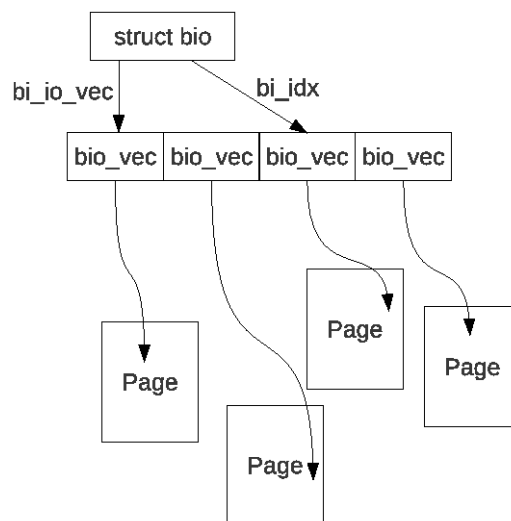 struct bio
bi_io_vec
bi_idx
bio_vec bio_vec bio_vec bio_vec
Page
Page
Page
Page